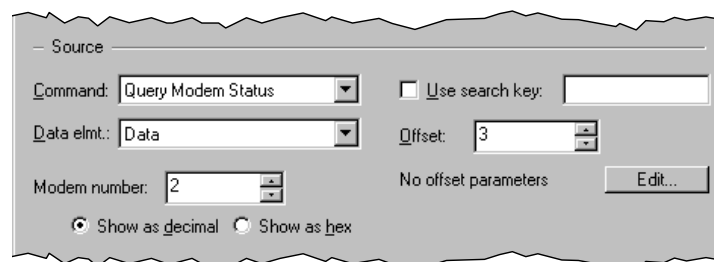 Source
Command: Query Modem Status
Use search key:
Data elmt.: Data
Offset: 3
Modem number: 2
No offset parameters Edit...
Show as decimal Show as hex